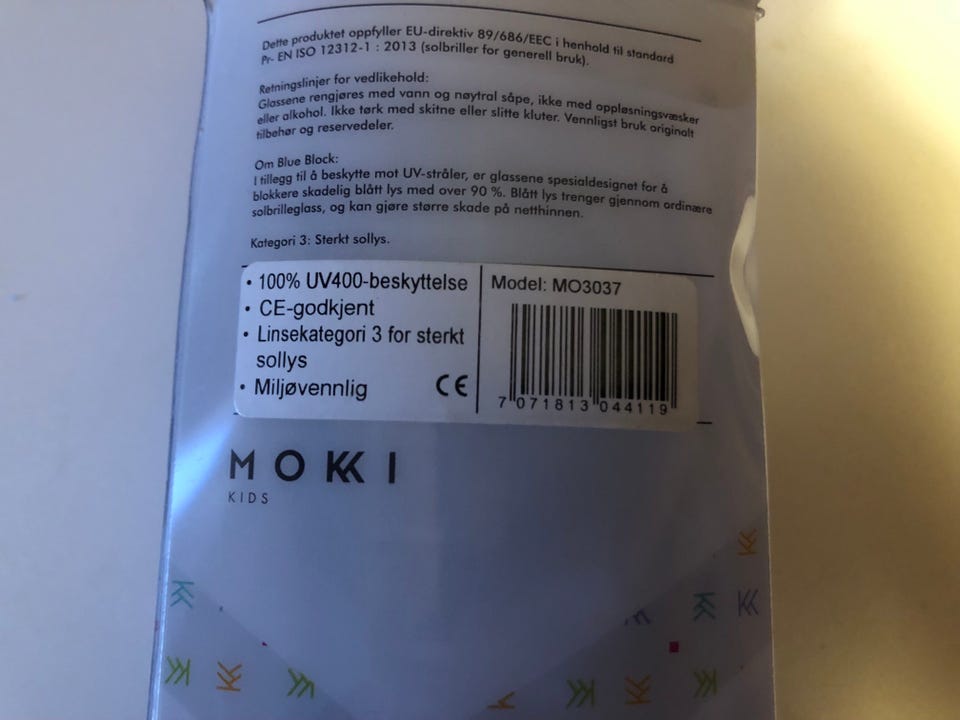 Dette produktet oppfyller EU-direktiv 89/686/EEC i henhold til standard
Pr- EN ISO 12312-1 : 2013 (solbriller for generell bruk).
Retningslinjer for vedlikehold:
Glassene rengjøres med vann og nøytral såpe, ikke med oppløsningsvæsker
eller alkohol. Ikke tørk med skitne eller slitte kluter. Vennligst bruk originalt
tilbehør og reservedeler.
Om Blue Block:
I tillegg til å beskytte mot UV-stråler, er glassene spesialdesignet for å
blokkere skadelig blått lys med over 90 %. Blått lys trenger gjennom ordinære
solbrilleglass, og kan gjøre større skade på netthinnen.
Kategori 3: Sterkt sollys.
• 100% UV400-beskyttelse
• CE-godkjent
• Linsekategori 3 for sterkt
sollys
• Miljøvennlig
CE
Model: MO3037
7 071813 044119
MOKKI
KIDS